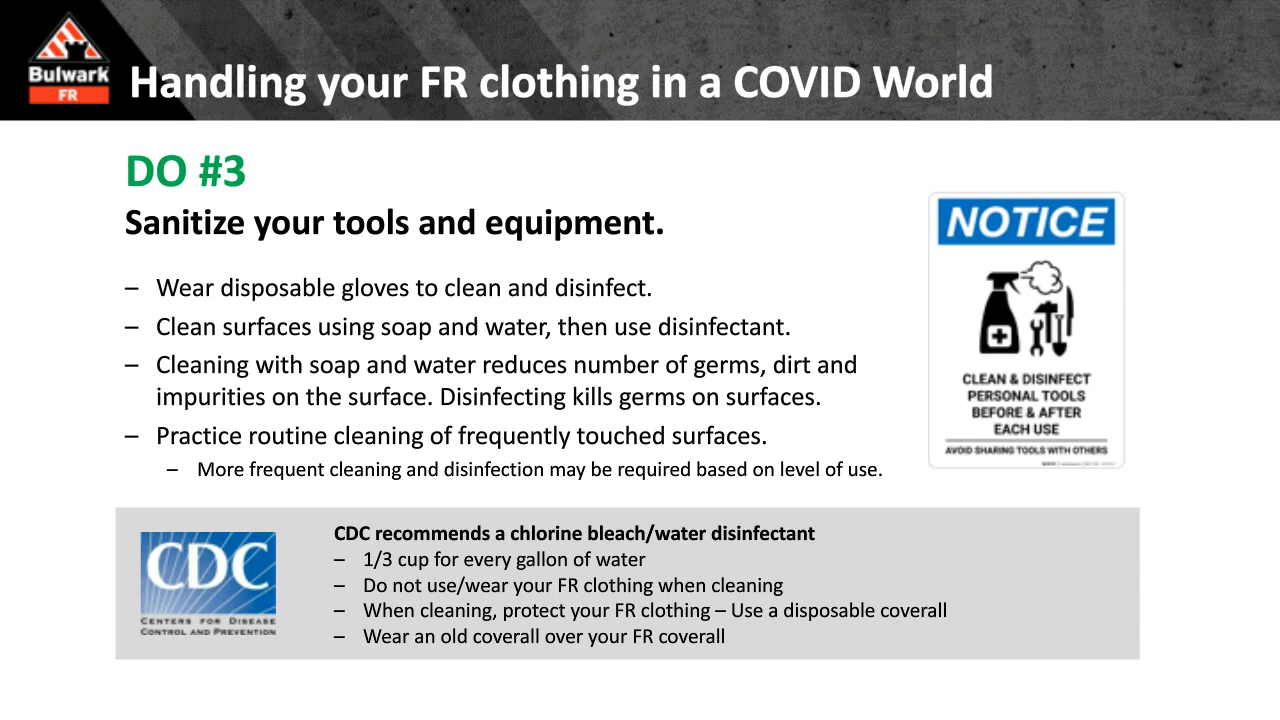 Bulwark
FR
Handling your FR clothing in a COVID World
DO #3
Sanitize your tools and equipment.
– Wear disposable gloves to clean and disinfect.
– Clean surfaces using soap and water, then use disinfectant.
– Cleaning with soap and water reduces number of germs, dirt and
impurities on the surface. Disinfecting kills germs on surfaces.
– Practice routine cleaning of frequently touched surfaces.
– More frequent cleaning and disinfection may be required based on level of use.
NOTICE
CLEAN & DISINFECT
PERSONAL TOOLS
BEFORE & AFTER
EACH USE
AVOID SHARING TOOLS WITH OTHERS
CDC
CENTERS FOR DISEASE
CONTROL AND PREVENTION
CDC recommends a chlorine bleach/water disinfectant
– 1/3 cup for every gallon of water
– Do not use/wear your FR clothing when cleaning
– When cleaning, protect your FR clothing – Use a disposable coverall
– Wear an old coverall over your FR coverall